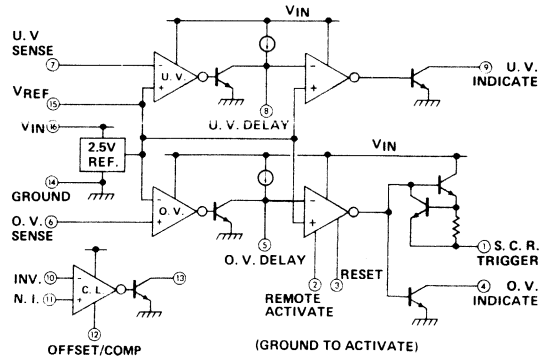 VIN
U. V.
SENSE
7
U. V.
9
U. V.
INDICATE
VREF
15
8
U. V. DELAY
VIN 16
2.5V
REF.
VIN
14
GROUND
O. V.
SENSE
6
O. V.
5
O. V. DELAY
1
S. C. R.
TRIGGER
2
3
RESET
REMOTE
ACTIVATE
4
O. V.
INDICATE
INV. 10
N. I. 11
C. L.
13
12
OFFSET/COMP
(GROUND TO ACTIVATE)